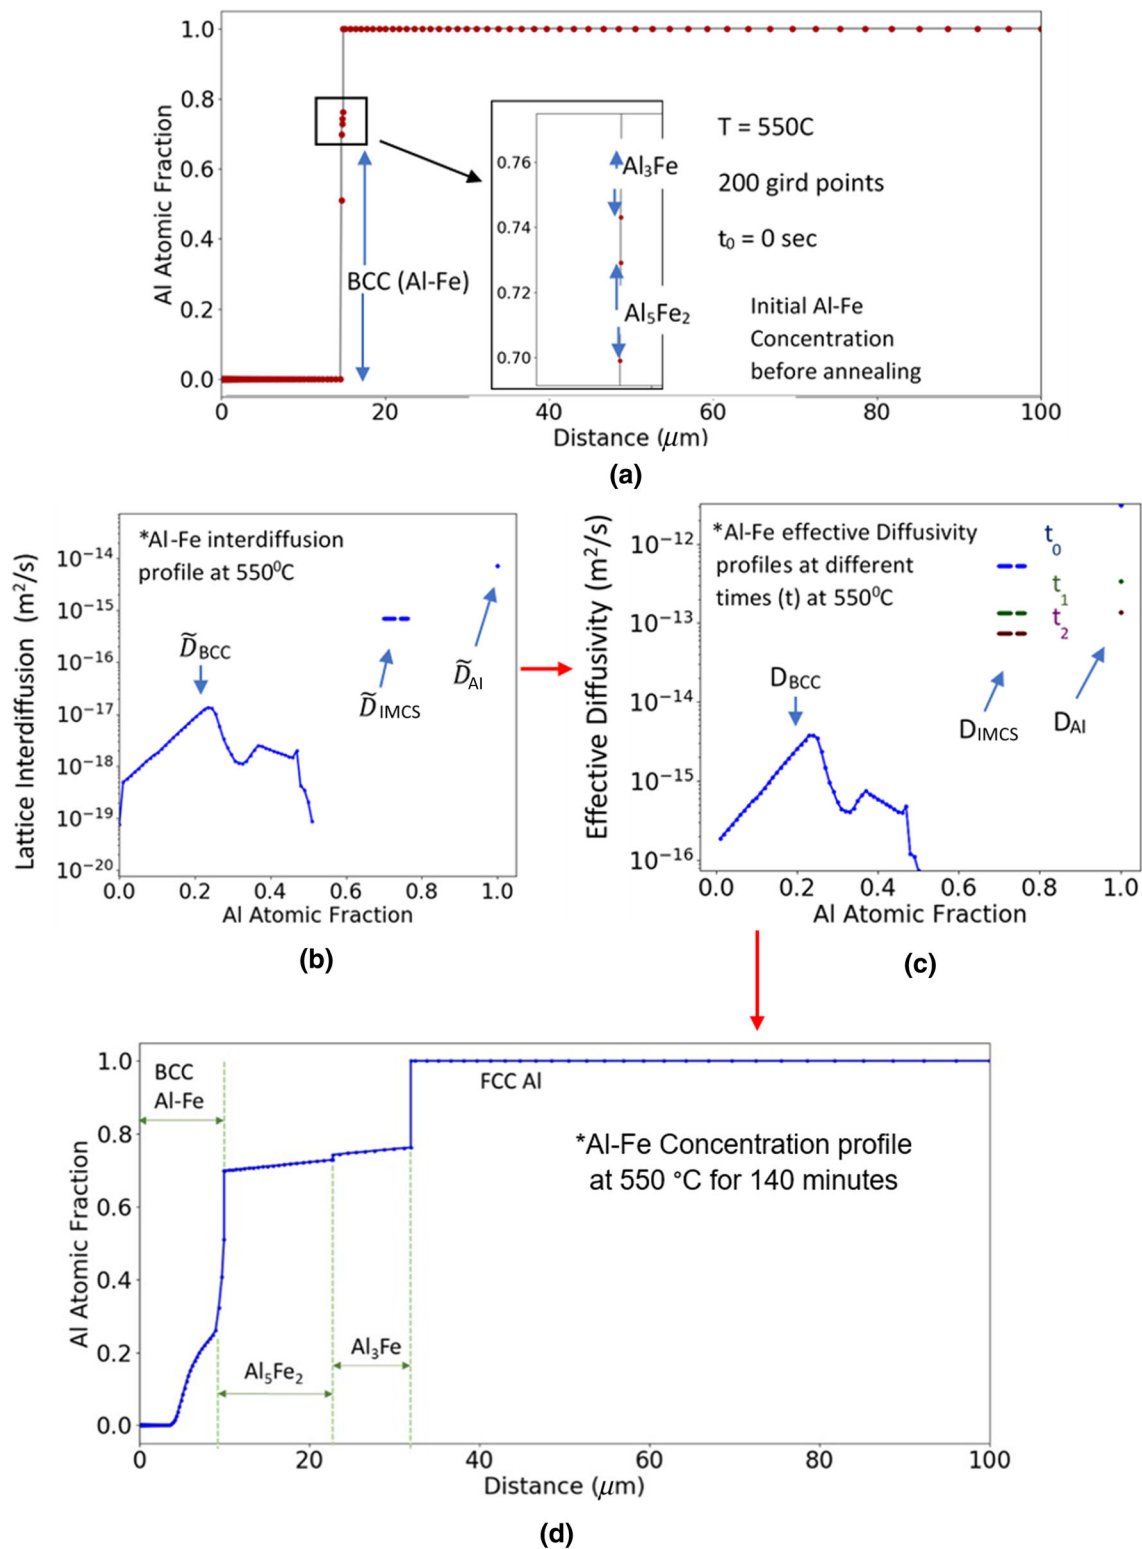 1.0
0.8
0.6
0.4
0.2
0.0
Al Atomic Fraction
0.76
0.74
0.72
0.70
Al₃Fe
Al₅Fe₂
BCC (Al-Fe)
T = 550C
200 gird points
t₀ = 0 sec
Initial Al-Fe
Concentration
before annealing
0 20 40 60 80 100
Distance (μm)
(a)
*Al-Fe interdiffusion
profile at 550⁰C
Lattice Interdiffusion (m²/s)
10⁻¹⁴
10⁻¹⁵
10⁻¹⁶
10⁻¹⁷
10⁻¹⁸
10⁻¹⁹
10⁻²⁰
D̃BCC
D̃IMCS
D̃Al
0.0 0.2 0.4 0.6 0.8 1.0
Al Atomic Fraction
(b)
*Al-Fe effective Diffusivity
profiles at different
times (t) at 550⁰C
Effective Diffusivity (m²/s)
10⁻¹²
10⁻¹³
10⁻¹⁴
10⁻¹⁵
10⁻¹⁶
t₀
t₁
t₂
DBCC
DIMCS
DAl
0.0 0.2 0.4 0.6 0.8 1.0
Al Atomic Fraction
(c)
1.0
0.8
0.6
0.4
0.2
0.0
Al Atomic Fraction
BCC
Al-Fe
FCC Al
*Al-Fe Concentration profile
at 550 °C for 140 minutes
Al₃Fe
Al₅Fe₂
0 20 40 60 80 100
Distance (μm)
(d)